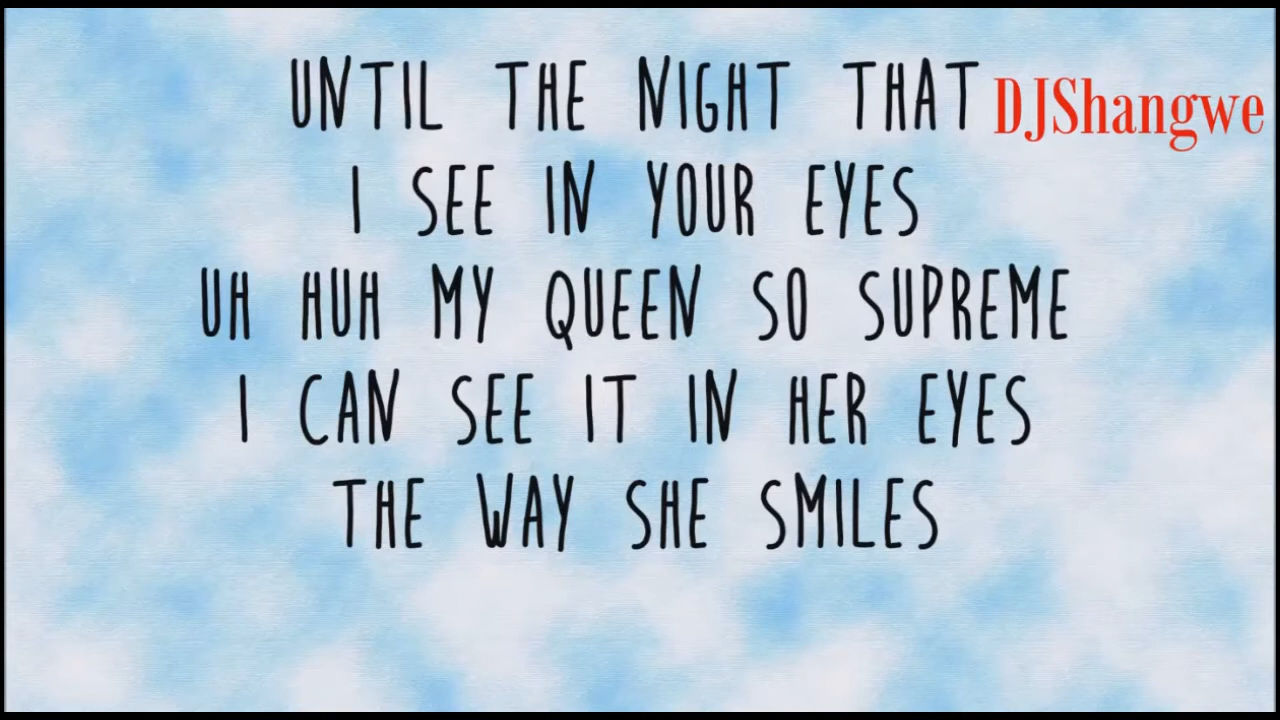 UNTIL THE NIGHT THAT DJShangwe
I SEE IN YOUR EYES
UH HUH MY QUEEN SO SUPREME
I CAN SEE IT IN HER EYES
THE WAY SHE SMILES